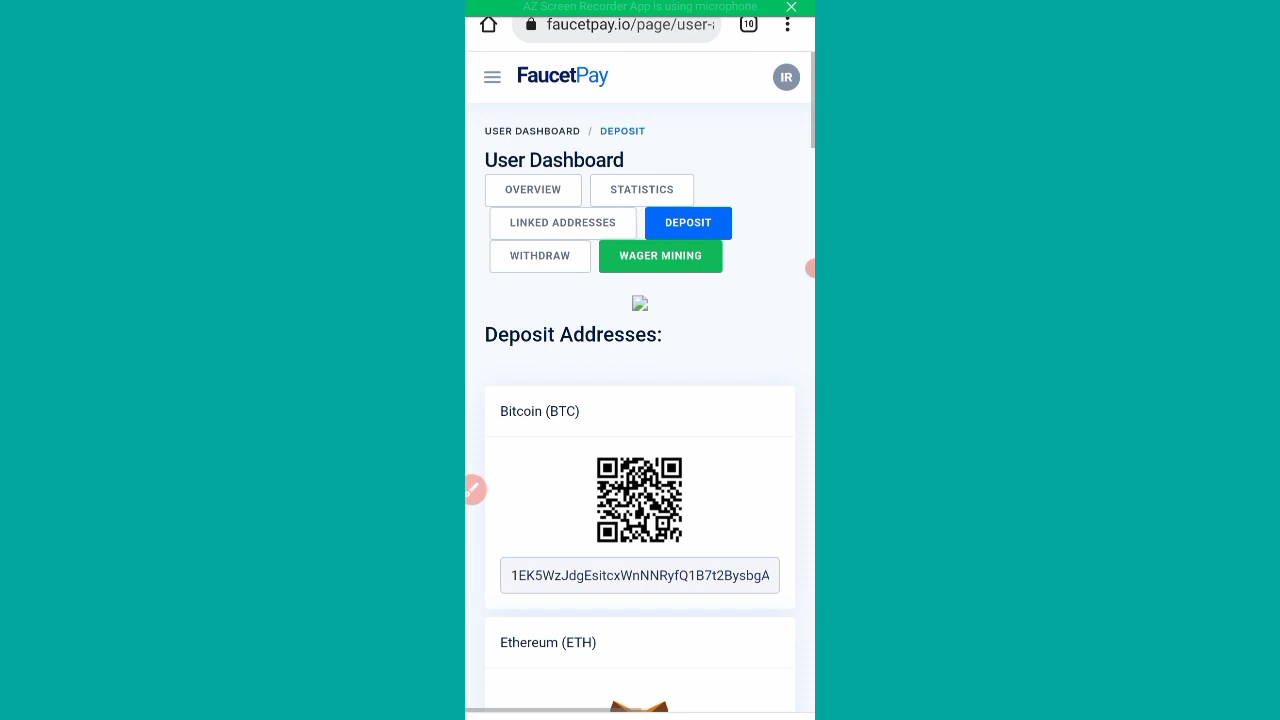 AZ Screen Recorder App is using microphone
faucetpay.io/page/user-
10
FaucetPay
IR
USER DASHBOARD / DEPOSIT
User Dashboard
OVERVIEW STATISTICS
LINKED ADDRESSES DEPOSIT
WITHDRAW WAGER MINING
Deposit Addresses:
Bitcoin (BTC)
1EK5WzJdgEsitcxWnNNRyfQ1B7t2BysbgA
Ethereum (ETH)